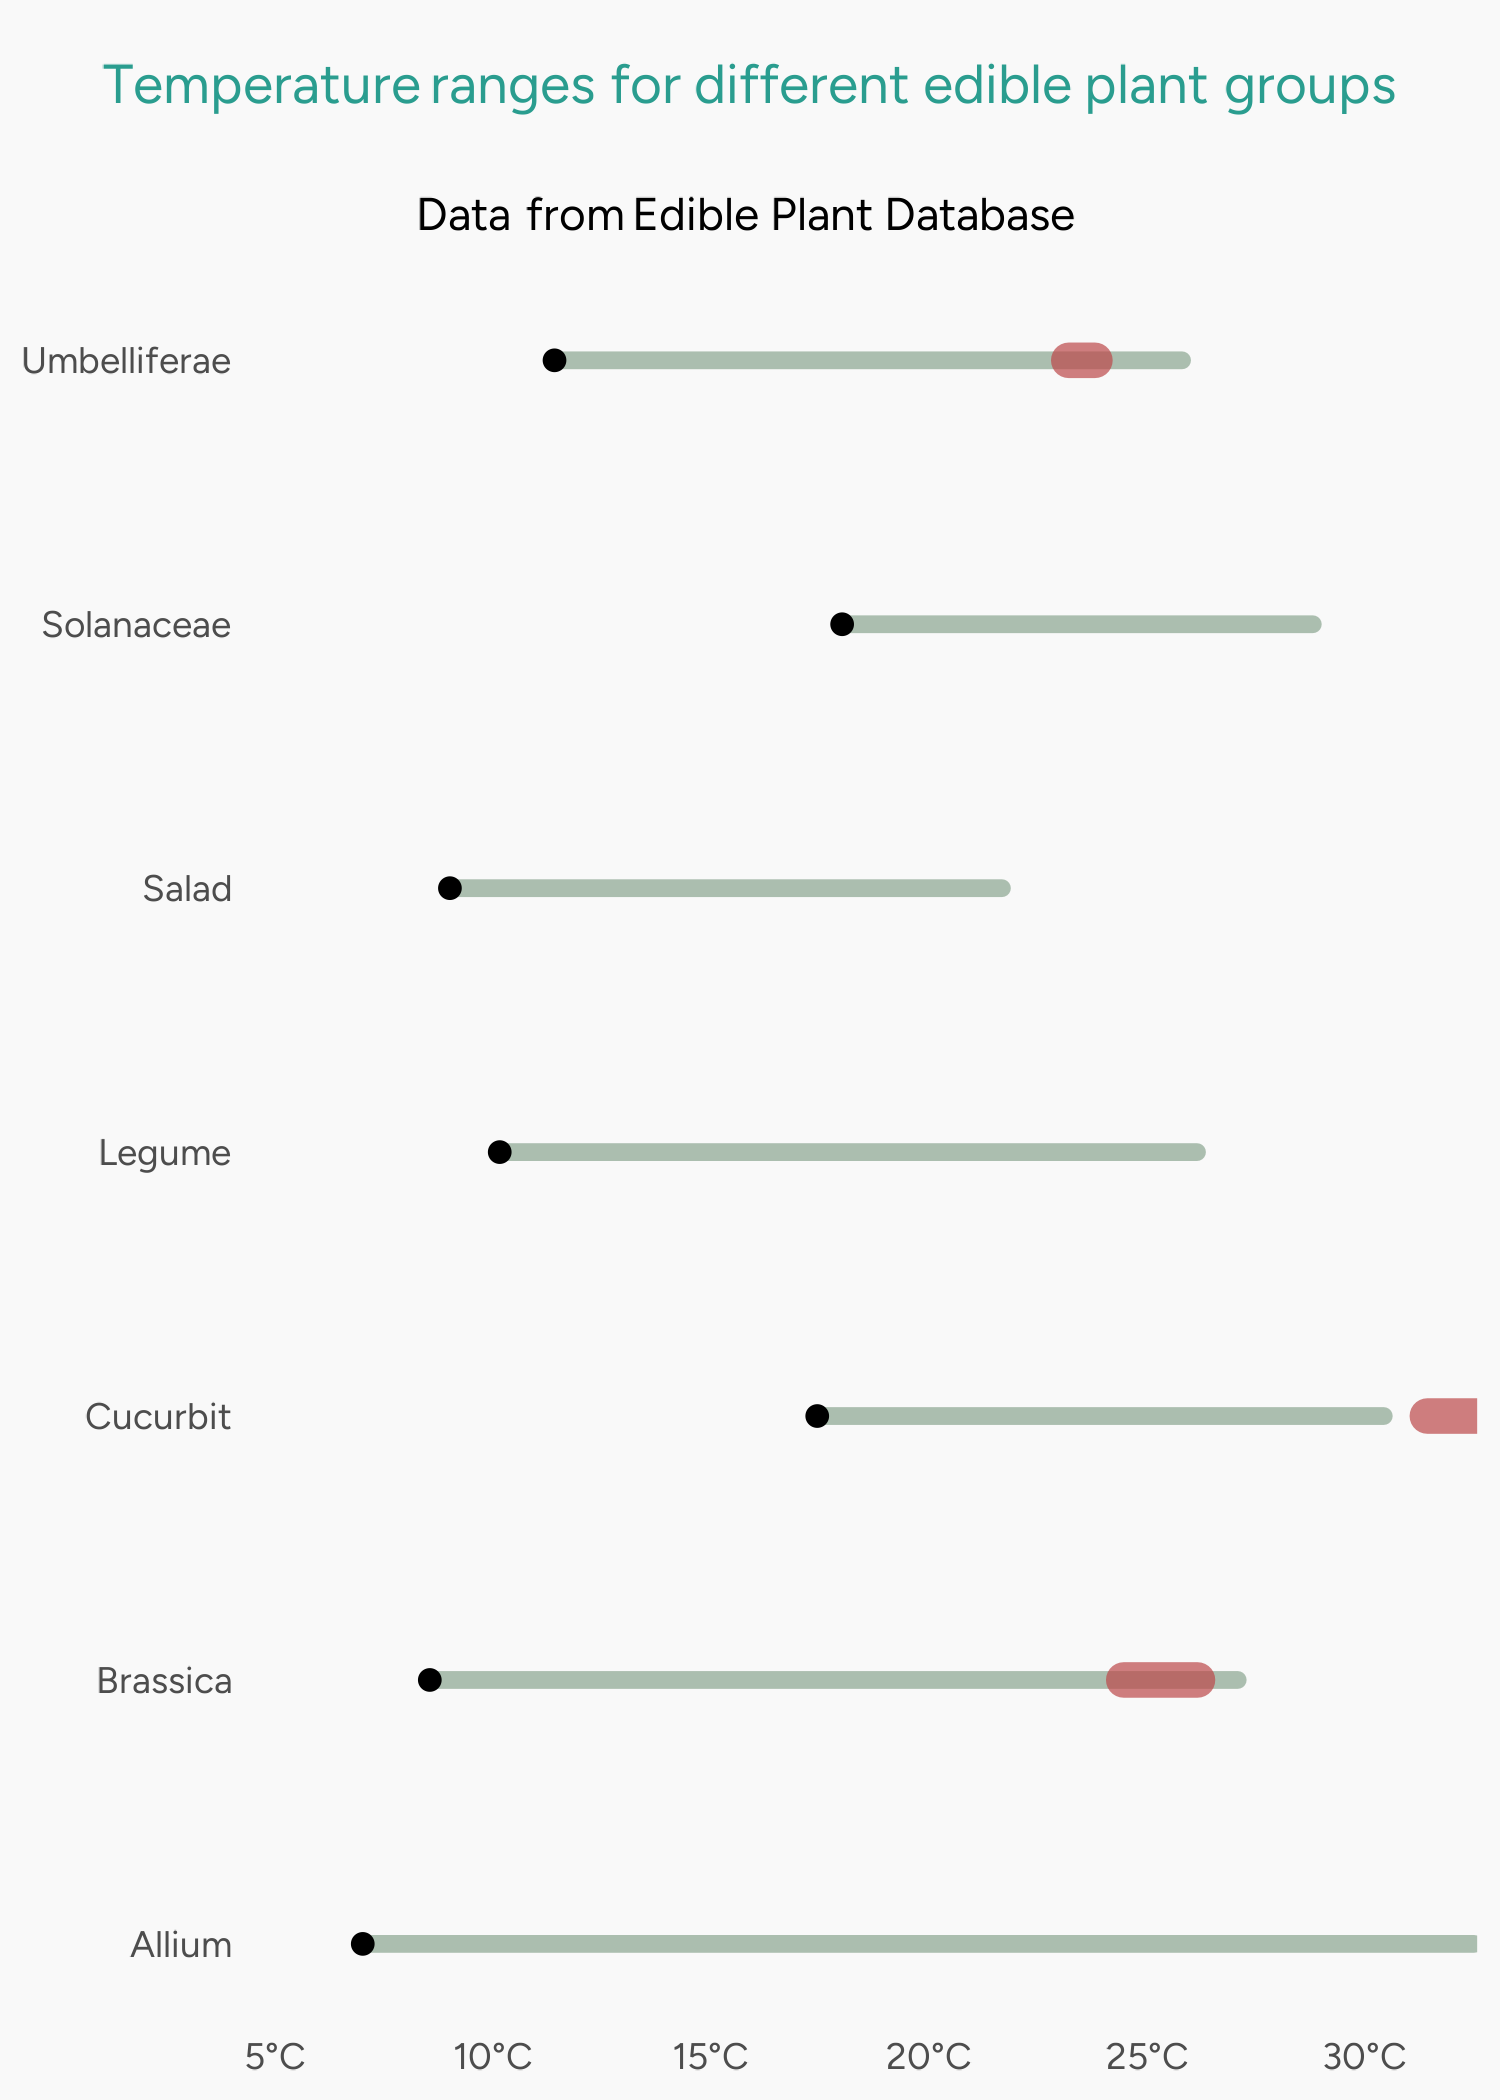 Temperature ranges for different edible plant groups
Data from Edible Plant Database
Umbelliferae
Solanaceae
Salad
Legume
Cucurbit
Brassica
Allium
5°C 10°C 15°C 20°C 25°C 30°C